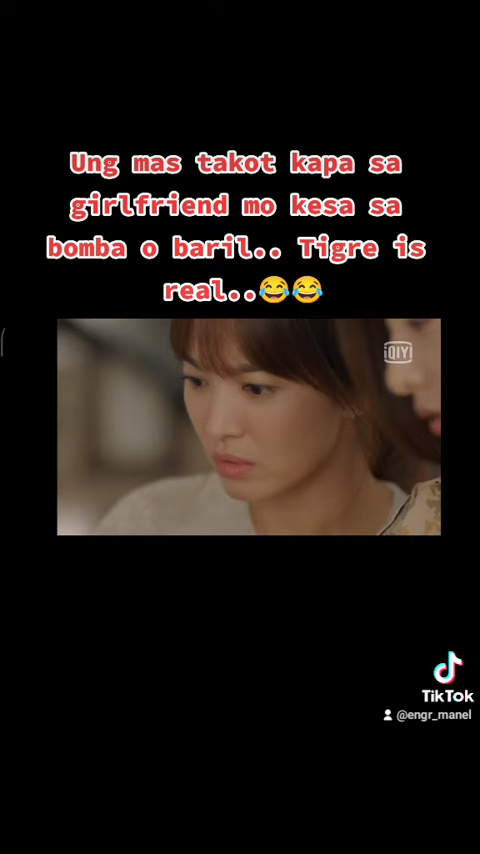 Ung mas takot kapa sa
girlfriend mo kesa sa
bomba o baril.. Tigre is
real..😂😂
iQIYI
TikTok
@engr_manel